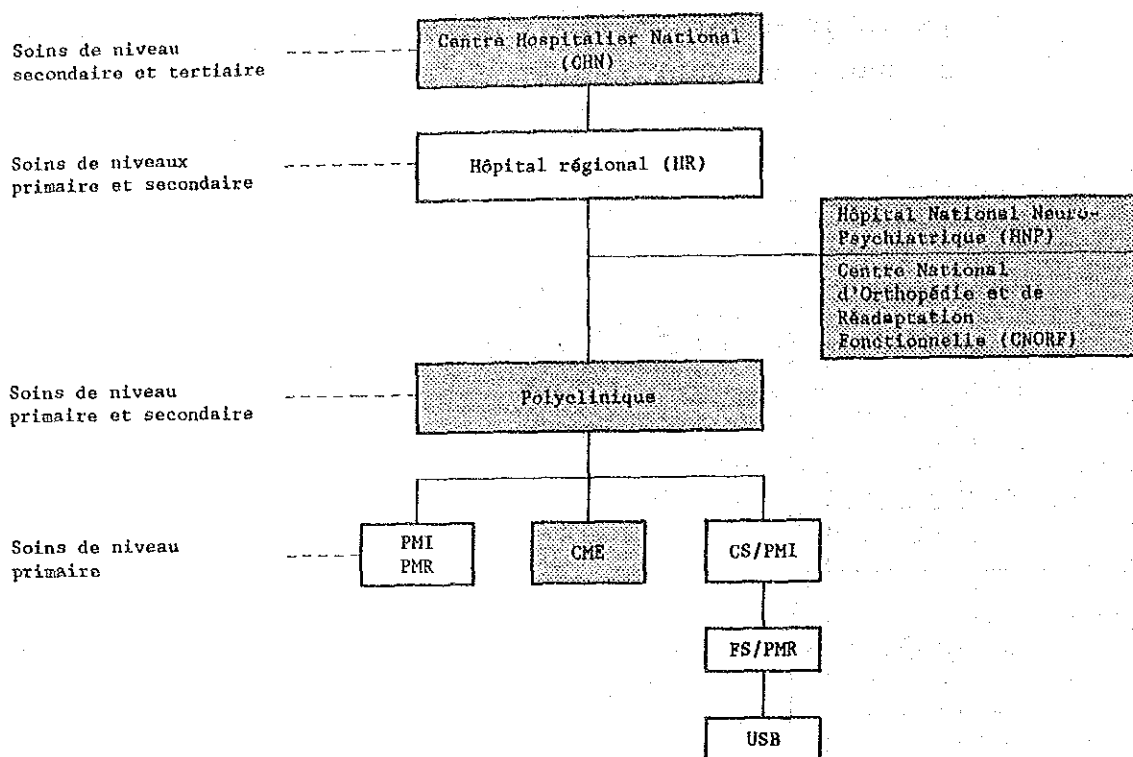 Soins de niveau
secondaire et tertiaire
Centre Hospitalier National
(CHN)
Soins de niveaux
primaire et secondaire
Hôpital régional (HR)
Hôpital National Neuro-
Psychiatrique (HNP)
Centre National
d'Orthopédie et de
Réadaptation
Fonctionnelle (CNORF)
Soins de niveau
primaire et secondaire
Polyclinique
Soins de niveau
primaire
PMI
PMR
CME
CS/PMI
FS/PMR
USB